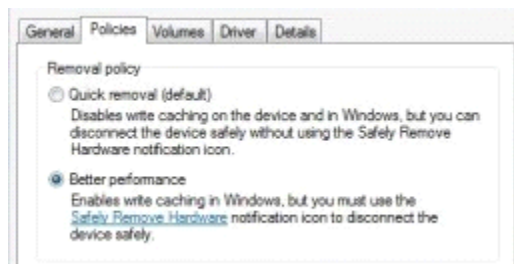 General Policies Volumes Driver Details
Removal policy
Quick removal (default)
Disables write caching on the device and in Windows, but you can
disconnect the device safely without using the Safely Remove
Hardware notification icon.
Better performance
Enables write caching in Windows, but you must use the
Safely Remove Hardware notification icon to disconnect the
device safely.